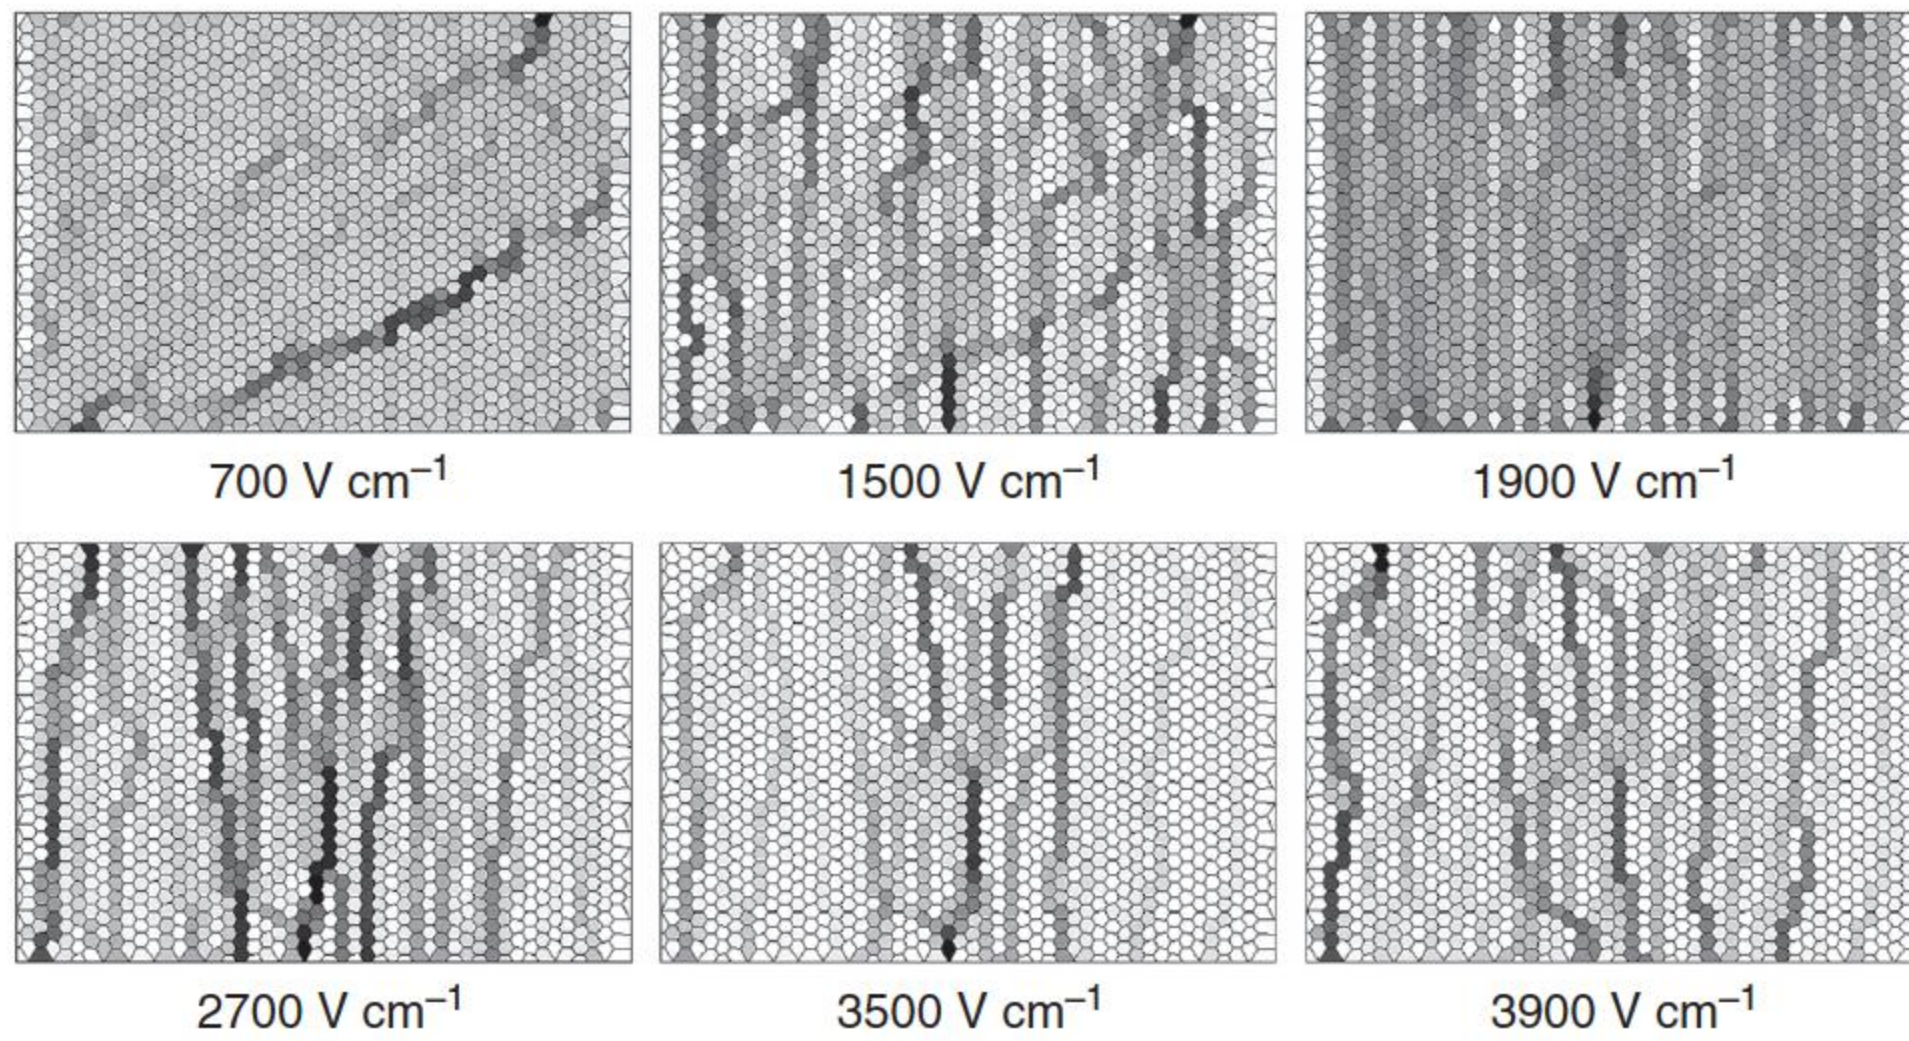 700 V cm⁻¹
1500 V cm⁻¹
1900 V cm⁻¹
2700 V cm⁻¹
3500 V cm⁻¹
3900 V cm⁻¹